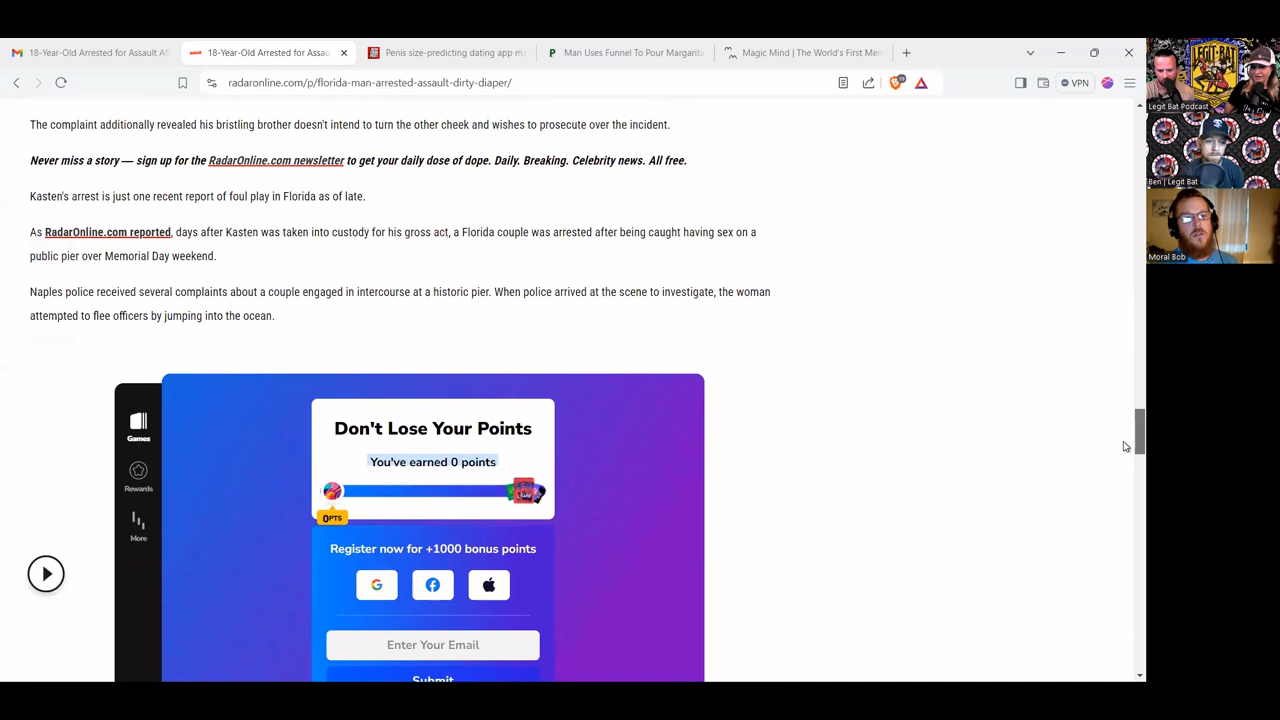 18-Year-Old Arrested for Assault Af
18-Year-Old Arrested for Assau
Penis size-predicting dating app ma
Man Uses Funnel To Pour Margarita
Magic Mind | The World's First Men
radaronline.com/p/florida-man-arrested-assault-dirty-diaper/
19
VPN
The complaint additionally revealed his bristling brother doesn't intend to turn the other cheek and wishes to prosecute over the incident.
Never miss a story — sign up for the RadarOnline.com newsletter to get your daily dose of dope. Daily. Breaking. Celebrity news. All free.
Kasten's arrest is just one recent report of foul play in Florida as of late.
As RadarOnline.com reported, days after Kasten was taken into custody for his gross act, a Florida couple was arrested after being caught having sex on a
public pier over Memorial Day weekend.
Naples police received several complaints about a couple engaged in intercourse at a historic pier. When police arrived at the scene to investigate, the woman
attempted to flee officers by jumping into the ocean.
Games
Rewards
More
Don't Lose Your Points
You've earned 0 points
0PTS
Register now for +1000 bonus points
Enter Your Email
Submit
LEGIT-BAT
Legit Bat Podcast
Ben | Legit Bat
Moral Bob